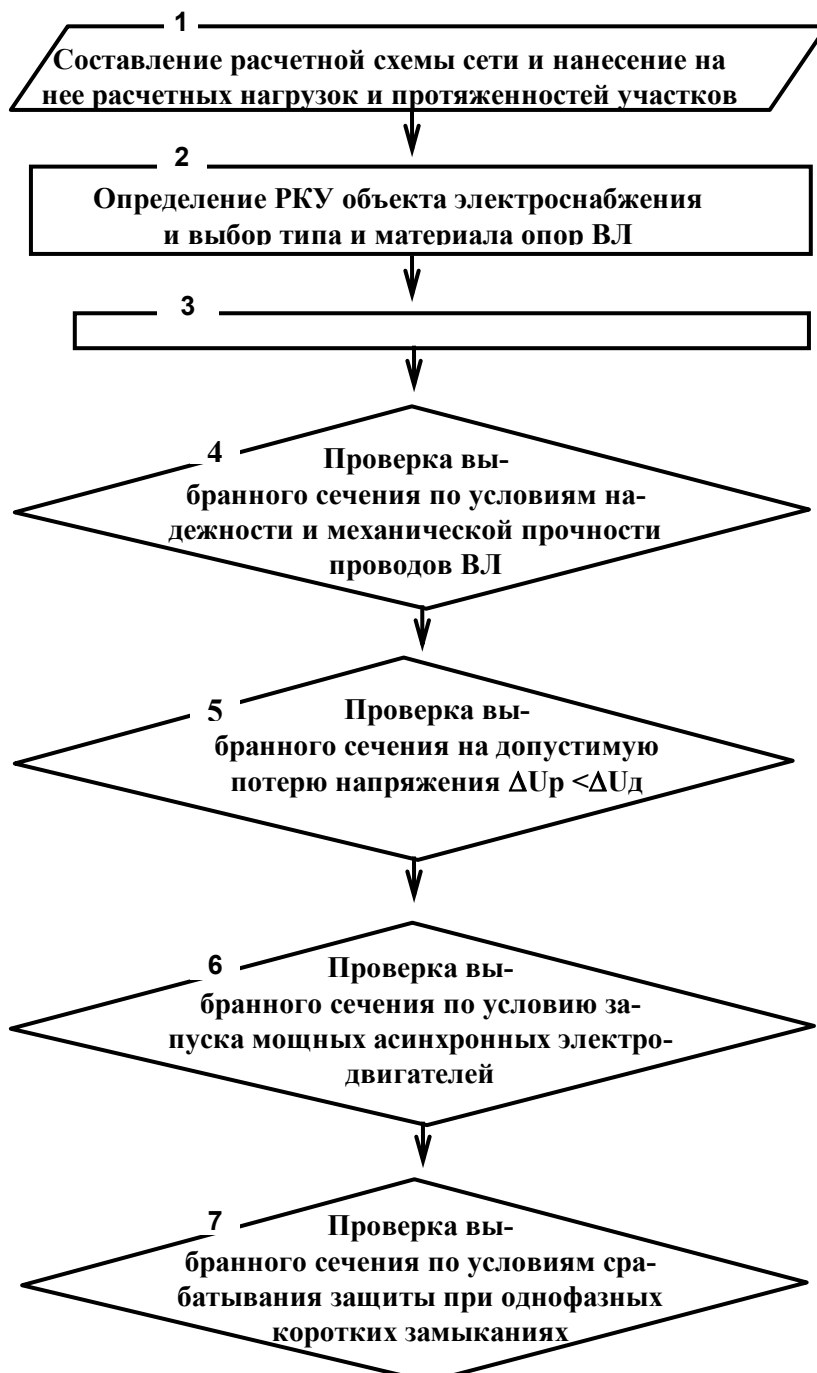 1
Составление расчетной схемы сети и нанесение на
нее расчетных нагрузок и протяженностей участков
2
Определение РКУ объекта электроснабжения
и выбор типа и материала опор ВЛ
3
4
Проверка вы-
бранного сечения по условиям на-
дежности и механической прочности
проводов ВЛ
5
Проверка вы-
бранного сечения на допустимую
потерю напряжения ΔUр <ΔUд
6
Проверка вы-
бранного сечения по условию за-
пуска мощных асинхронных электро-
двигателей
7
Проверка вы-
бранного сечения по условиям сра-
батывания защиты при однофазных
коротких замыканиях